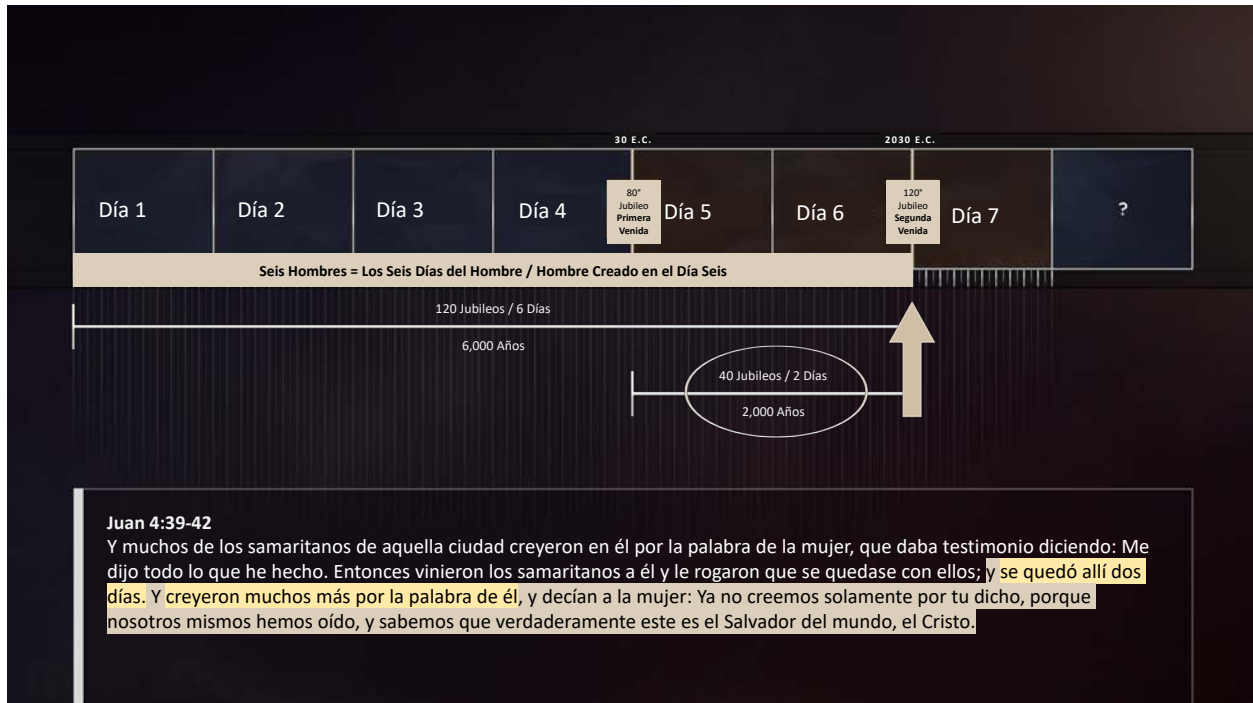 30 E.C.
2030 E.C.
Día 1
Día 2
Día 3
Día 4
80°
Jubileo
Primera
Venida
Día 5
Día 6
120°
Jubileo
Segunda
Venida
Día 7
?
Seis Hombres = Los Seis Días del Hombre / Hombre Creado en el Día Seis
120 Jubileos / 6 Días
6,000 Años
40 Jubileos / 2 Días
2,000 Años
Juan 4:39-42
Y muchos de los samaritanos de aquella ciudad creyeron en él por la palabra de la mujer, que daba testimonio diciendo: Me
dijo todo lo que he hecho. Entonces vinieron los samaritanos a él y le rogaron que se quedase con ellos; y se quedó allí dos
días. Y creyeron muchos más por la palabra de él, y decían a la mujer: Ya no creemos solamente por tu dicho, porque
nosotros mismos hemos oído, y sabemos que verdaderamente este es el Salvador del mundo, el Cristo.